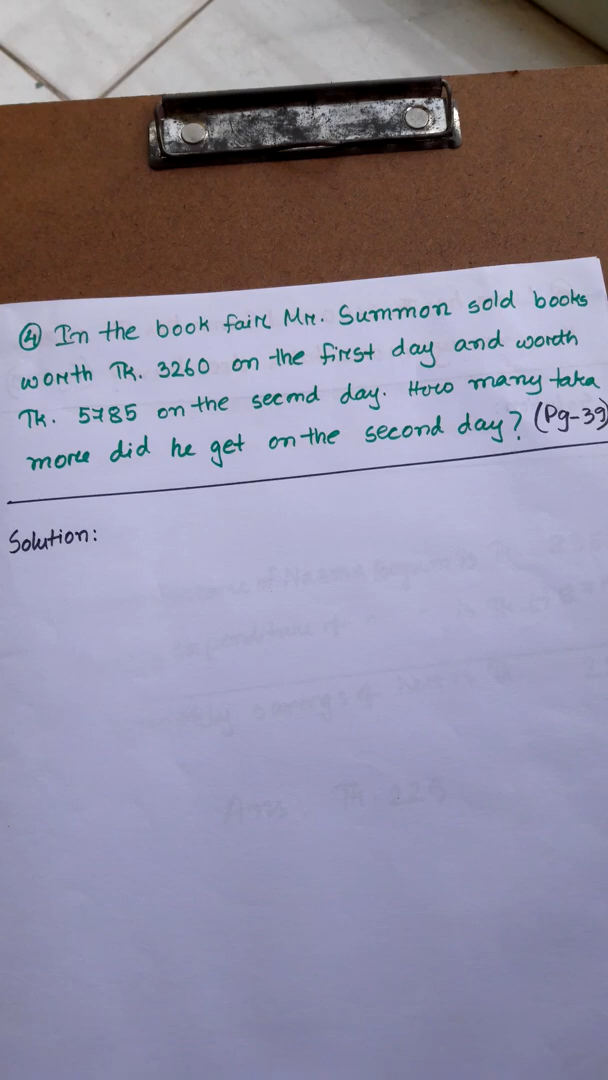 ④ In the book fair Mr. Summon sold books
worth Tk. 3260 on the first day and worth
Tk. 5785 on the second day. How many taka
more did he get on the second day? (Pg-39)
Solution: